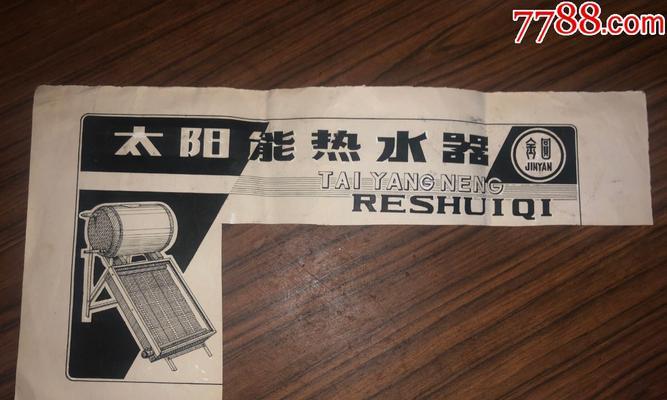 7788.com
太阳能热水器
JINYAN
TAI YANG NENG
RESHUIQI